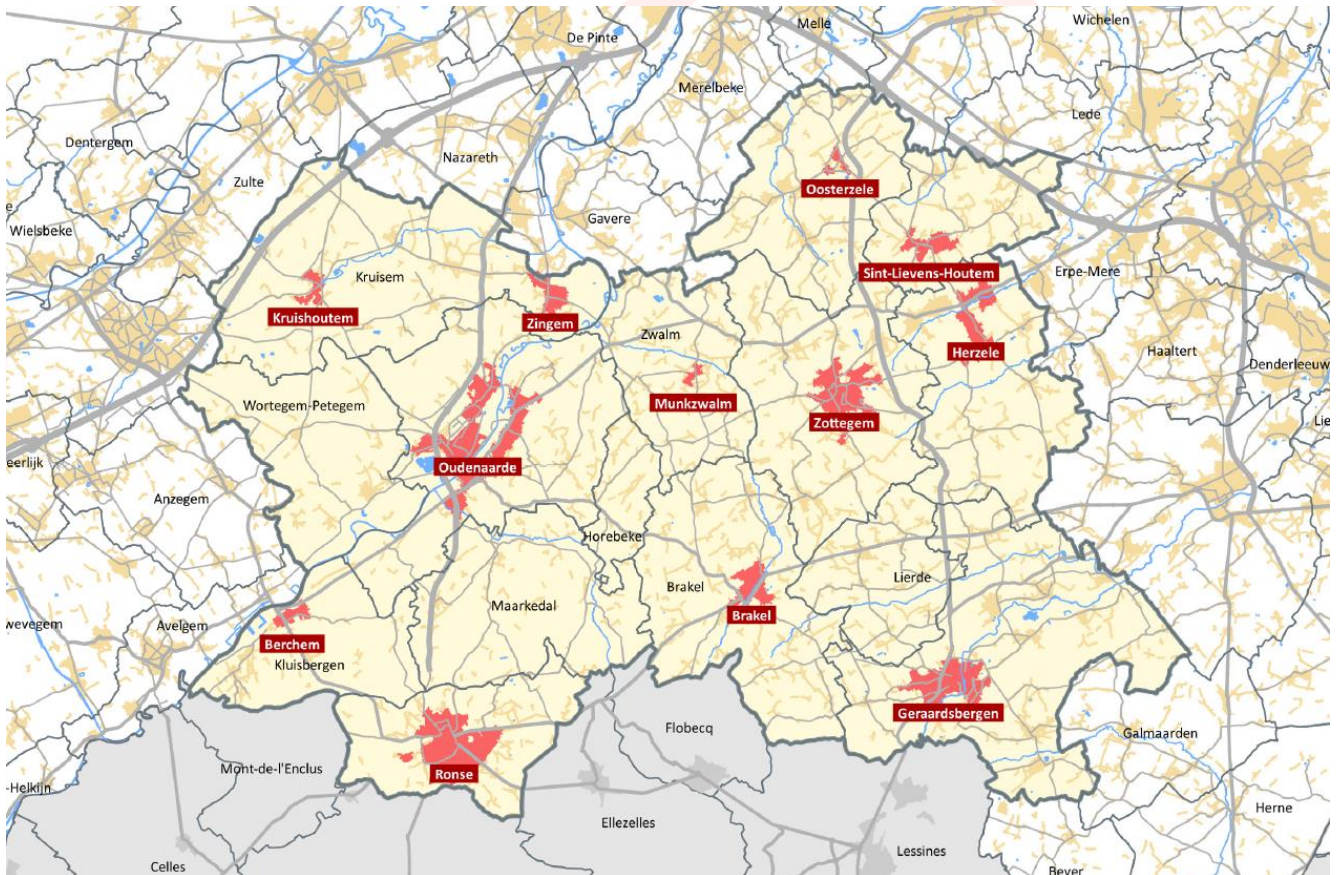 Wichelen
Melle
De Pinte
Merelbeke
Lede
Dentergem
Nazareth
Zulte
Oosterzele
Gavere
Wielsbeke
Sint-Lievens-Houtem
Erpe-Mere
Kruisem
Kruishoutem
Zingem
Zwalm
Herzele
Haaltert
Denderleeuw
Munkzwalm
Wortegem-Petegem
Zottegem
eerlijk
Oudenaarde
Anzegem
Horebeke
Lierde
Brakel
Maarkedal
Brakel
wevegem
Avelgem
Berchem
Kluisbergen
Geraardsbergen
Flobecq
Galmaarden
Mont-de-l'Enclus
Ronse
-Helkijn
Herne
Ellezelles
Lessines
Celles
Bever